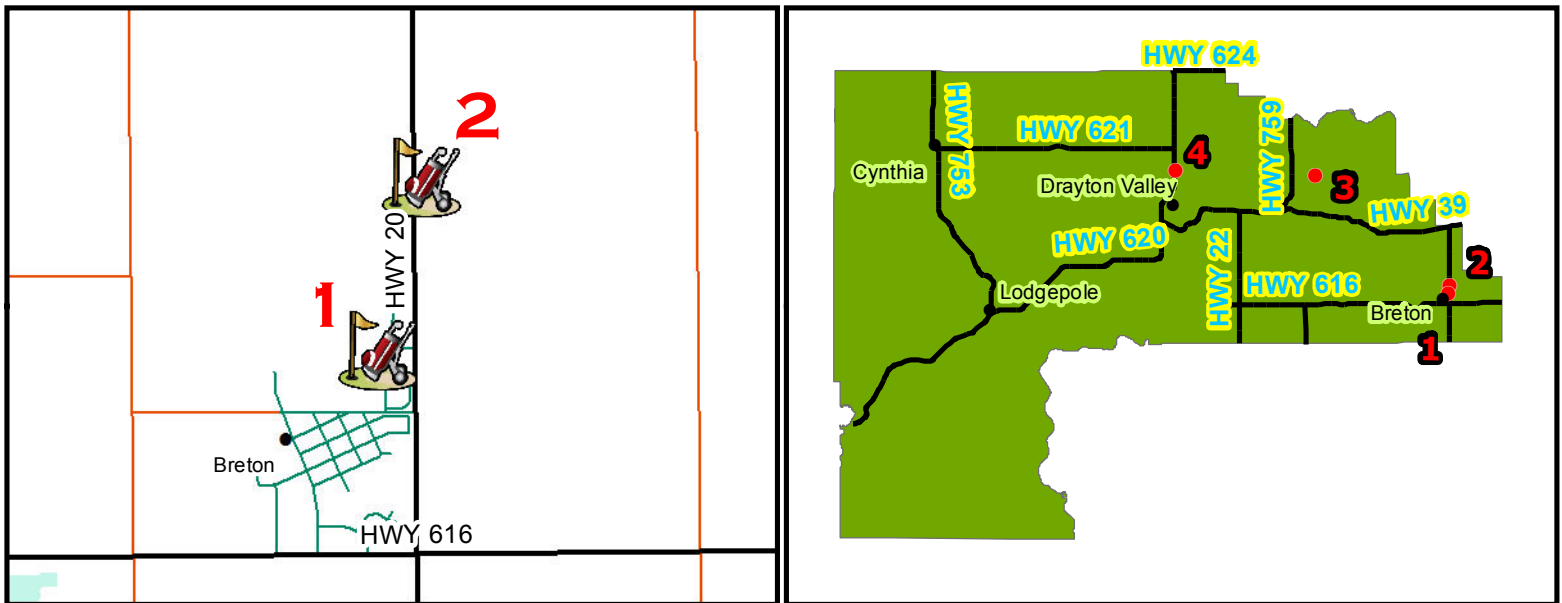 2
HWY 20
1
Breton
HWY 616
HWY 624
HWY 753
HWY 621
HWY 759
4
Cynthia
Drayton Valley
3
HWY 39
HWY 620
HWY 22
2
Lodgepole
HWY 616
Breton
1